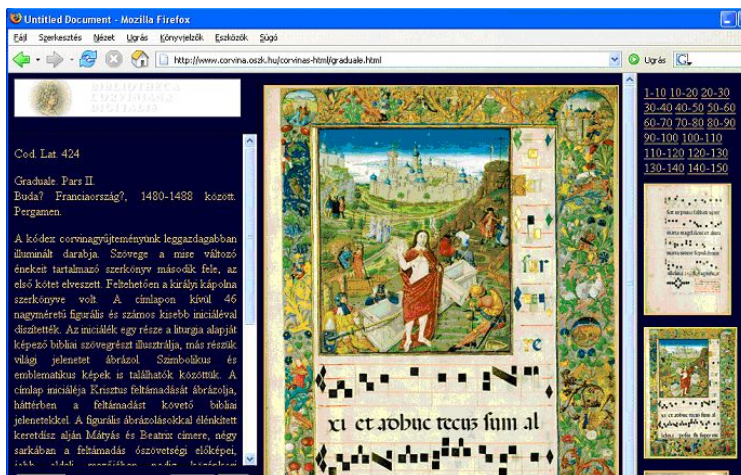 Untitled Document - Mozilla Firefox
Fájl Szerkesztés Nézet Ugrás Könyvjelzők Eszközök Súgó
http://www.corvina.oszk.hu/corvinas-html/graduale.html
Ugrás
BIBLIOTHECA
CORVINIANA
DIGITALIS
Cod. Lat. 424
Graduale. Pars II.
Buda? Franciaország?, 1480-1488 között.
Pergamen.
A kódex corvinagyűjteményünk leggazdagabban
illuminált darabja. Szövege a mise változó
énekeit tartalmazó szerkönyv második fele, az
első kötet elveszett. Feltehetően a királyi kápolna
szerkönyve volt. A címlapon kívül 46
nagyméretű figurális és számos kisebb iniciáléval
díszítették. Az iniciálék egy része a liturgia alapját
képező bibliai szövegrészt illusztrálja, más részük
világi jelenetet ábrázol. Szimbolikus és
emblematikus képek is találhatók közöttük. A
címlap iniciáléja Krisztus feltámadását ábrázolja,
háttérben a feltámadást követő bibliai
jelenetekkel. A figurális ábrázolásokkal élénkített
keretdísz alján Mátyás és Beatrix címere, négy
sarkában a feltámadás ószövetségi előképei,
re
xi et adhuc tecuz sum al
1-10 10-20 20-30
30-40 40-50 50-60
60-70 70-80 80-90
90-100 100-110
110-120 120-130
130-140 140-150